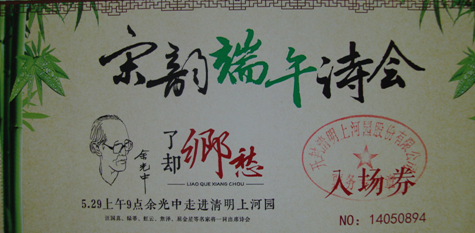 宋韵端午诗会
余光中
了却乡愁
LIAO QUE XIANG CHOU
5.29上午9点余光中走进清明上河园
入场券
NO: 14050894